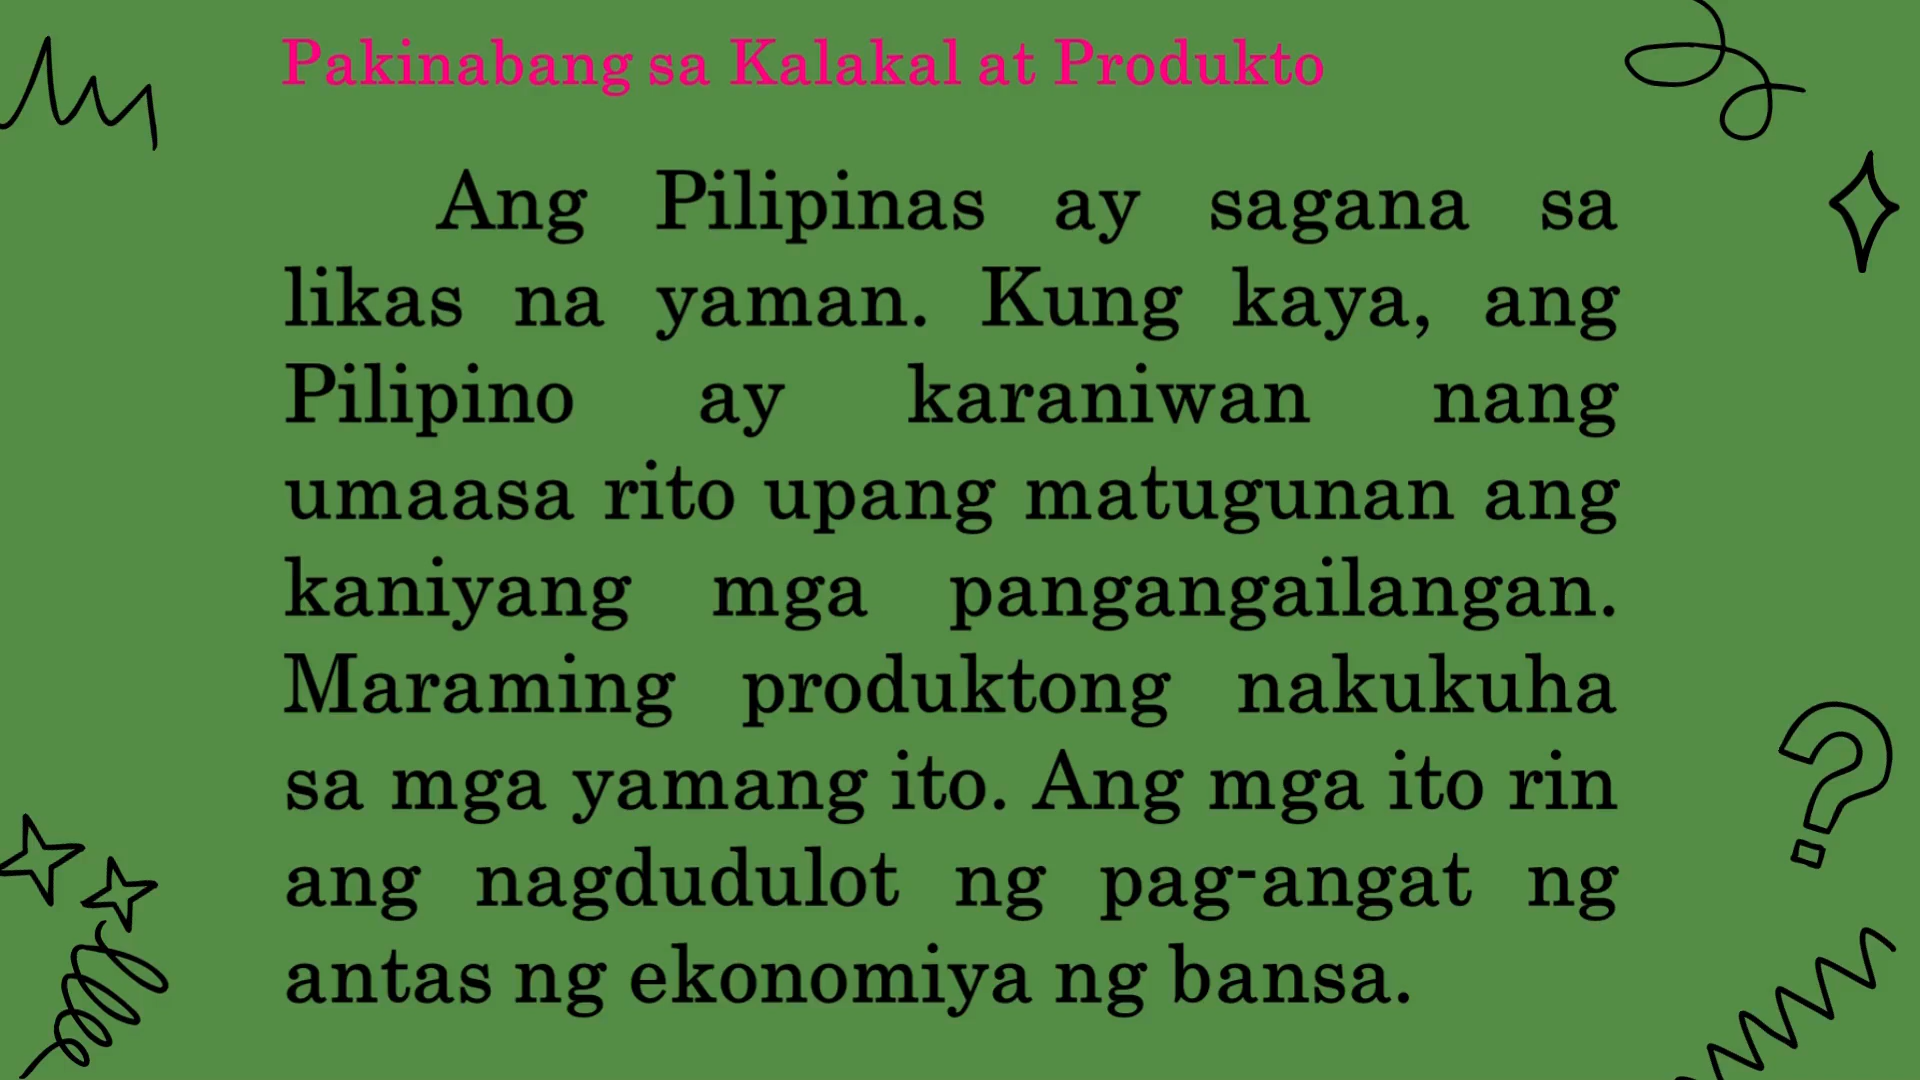 Pakinabang sa Kalakal at Produkto
Ang Pilipinas ay sagana sa
likas na yaman. Kung kaya, ang
Pilipino ay karaniwan nang
umaasa rito upang matugunan ang
kaniyang mga pangangailangan.
Maraming produktong nakukuha
sa mga yamang ito. Ang mga ito rin
ang nagdudulot ng pag-angat ng
antas ng ekonomiya ng bansa.